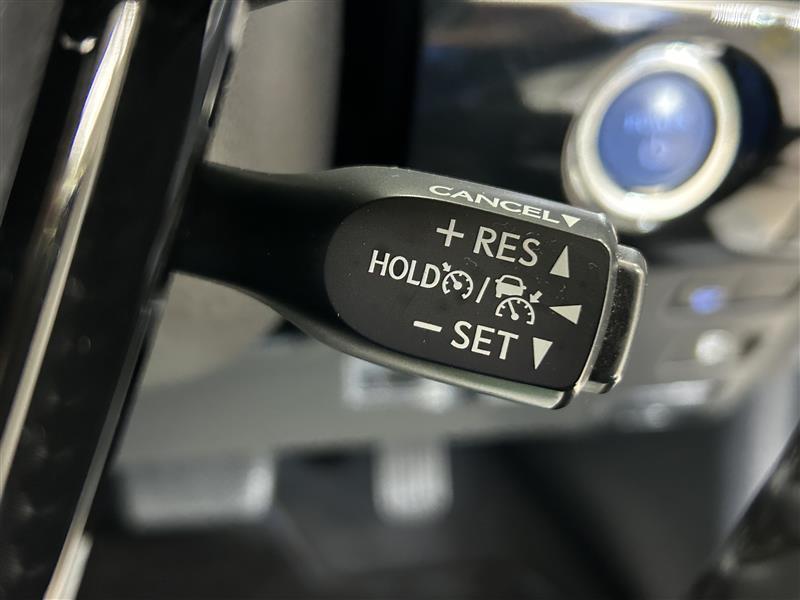 CANCEL▼
+ RES ▲
HOLD / ◀
− SET ▼